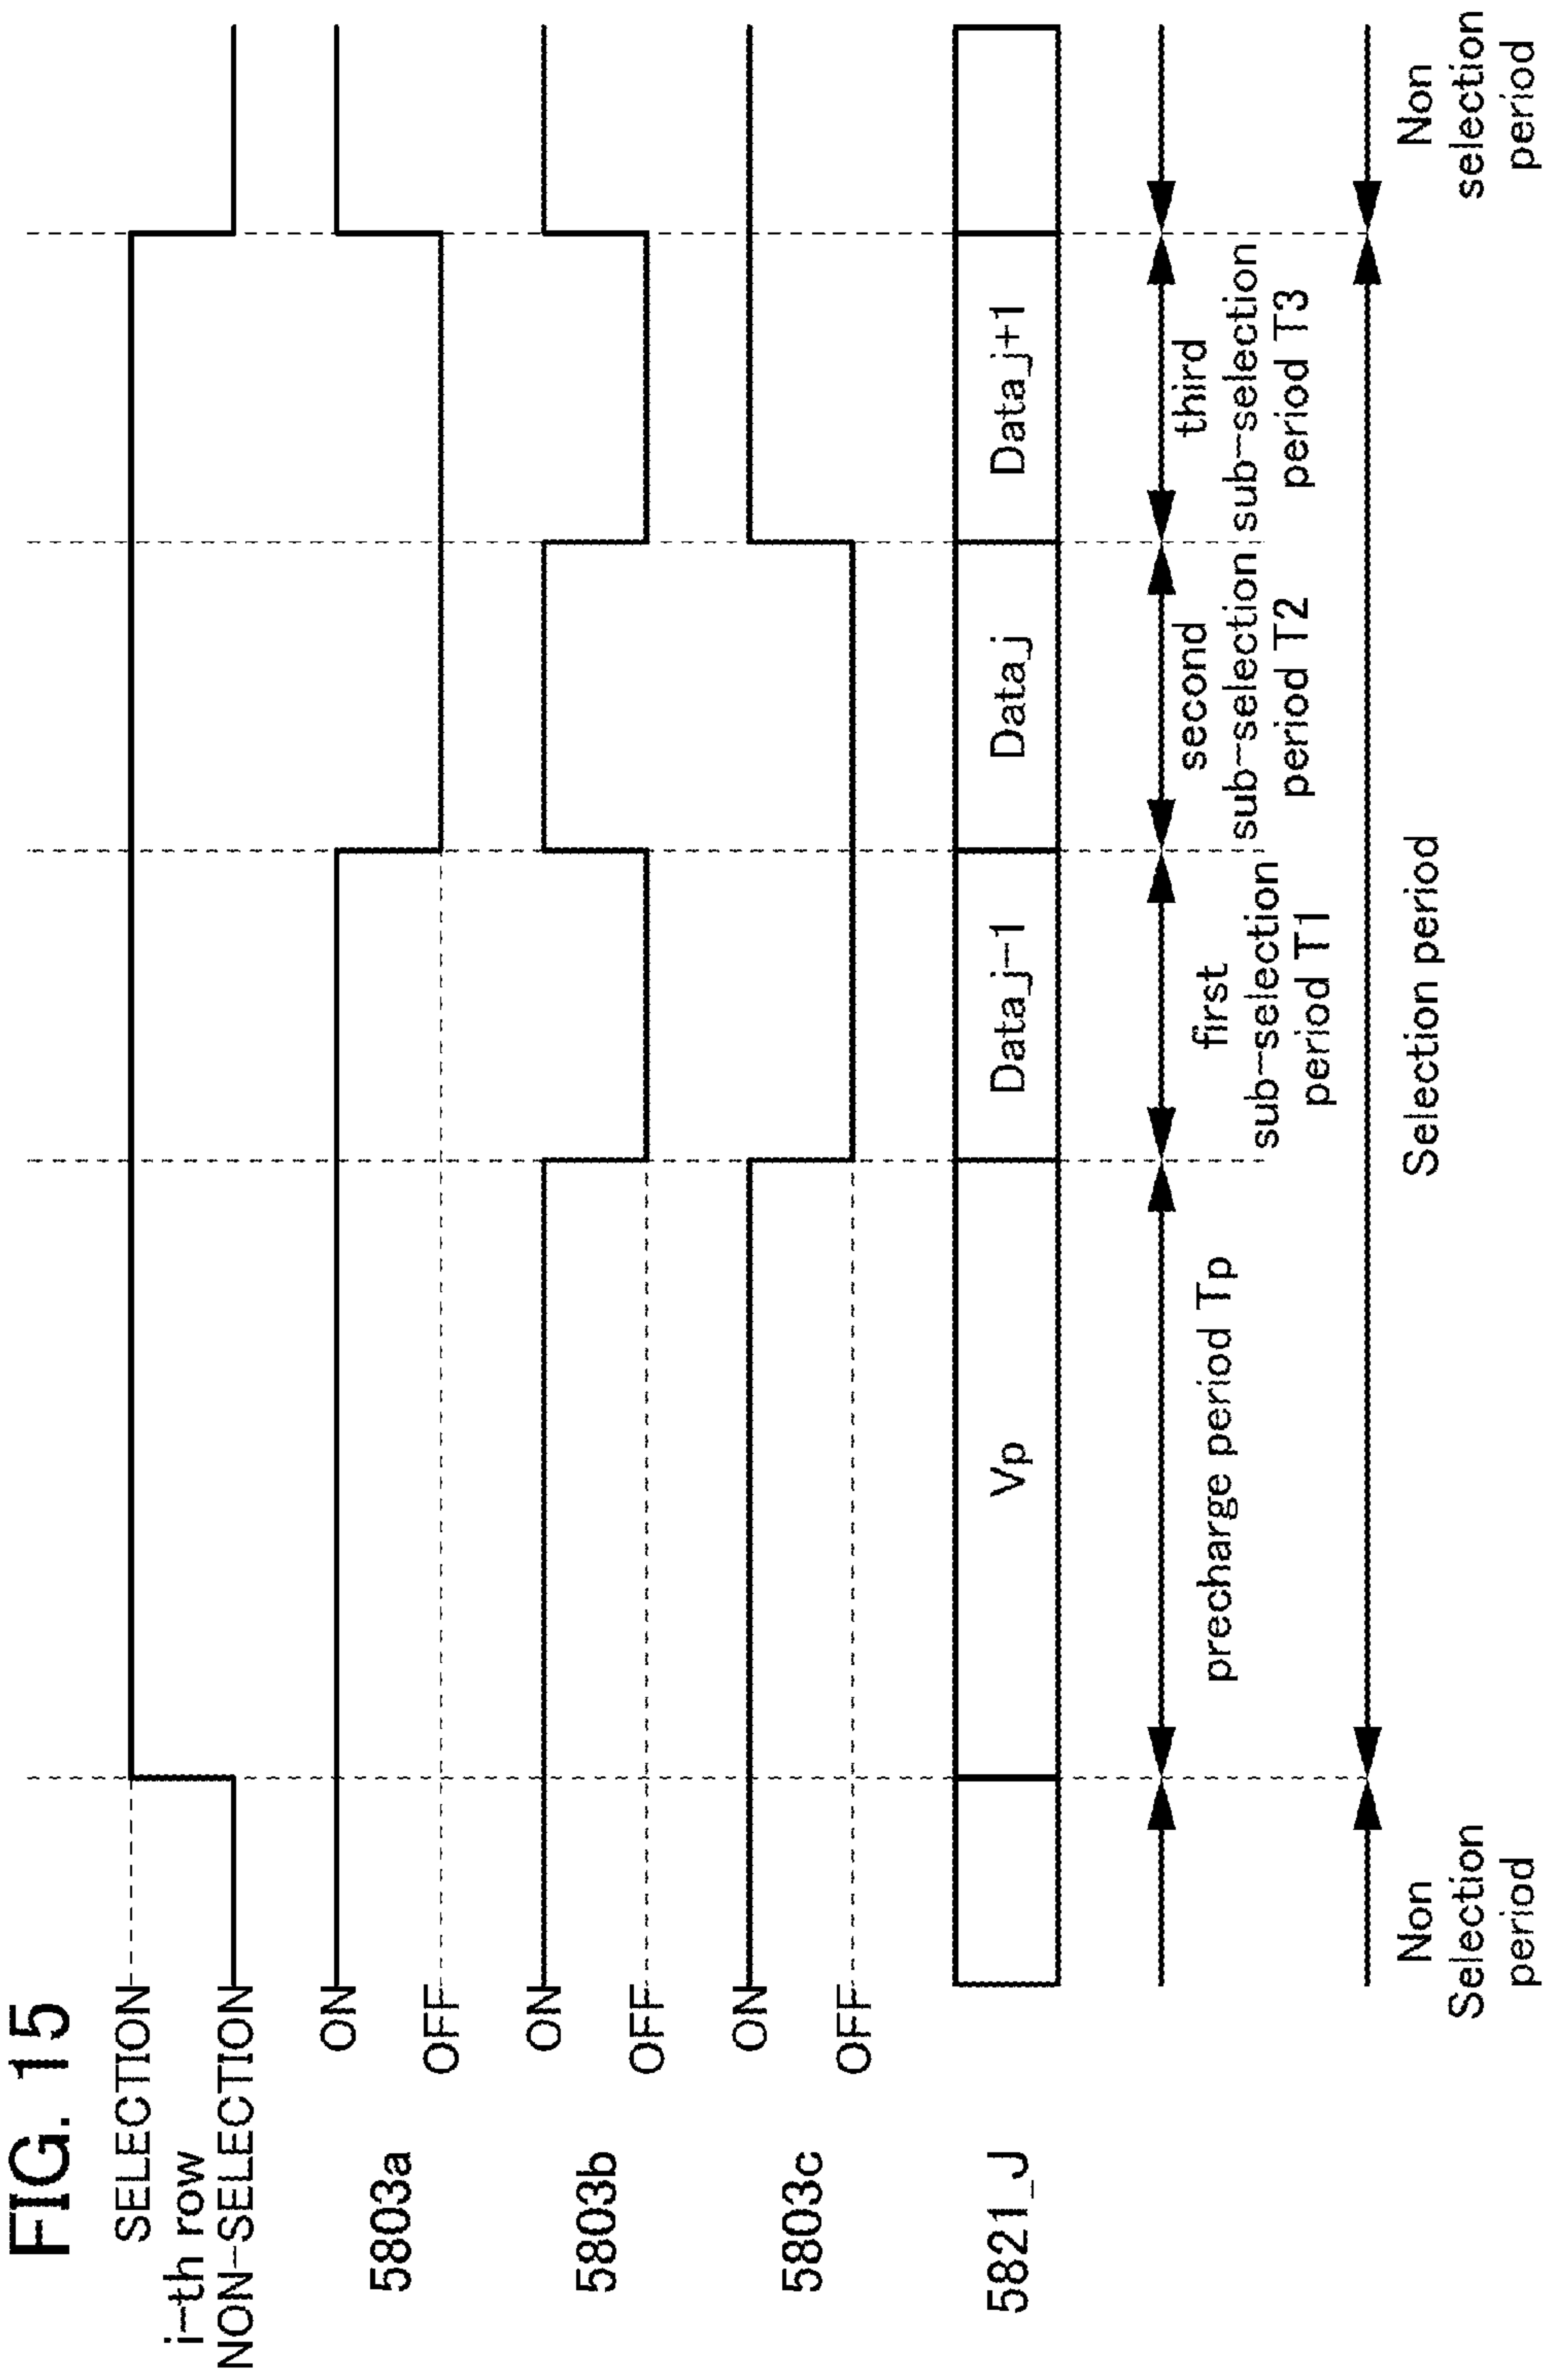 FIG. 15
SELECTION
i-th row
NON-SELECTION
ON
5803a
OFF
ON
5803b
OFF
ON
5803c
OFF
5821_J
Vp
Data_j-1
Data_j
Data_j+1
precharge period Tp
first
sub-selection
period T1
second
sub-selection
period T2
third
sub-selection
period T3
Non
Selection
period
Selection period
Non
selection
period